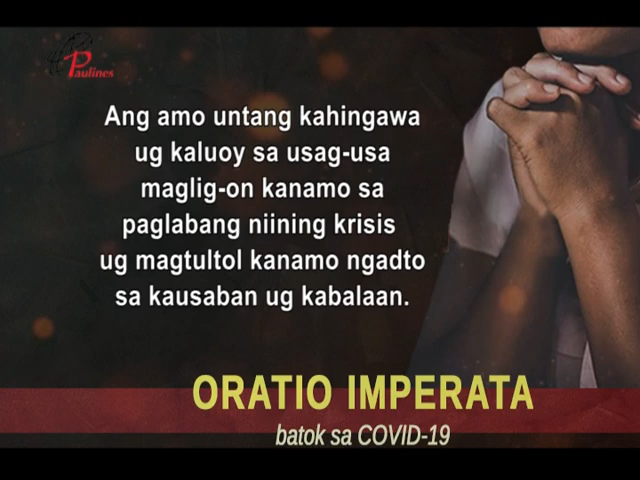 Paulines
Ang amo untang kahingawa
ug kaluoy sa usag-usa
maglig-on kanamo sa
paglabang niining krisis
ug magtultol kanamo ngadto
sa kausaban ug kabalaan.
ORATIO IMPERATA
batok sa COVID-19